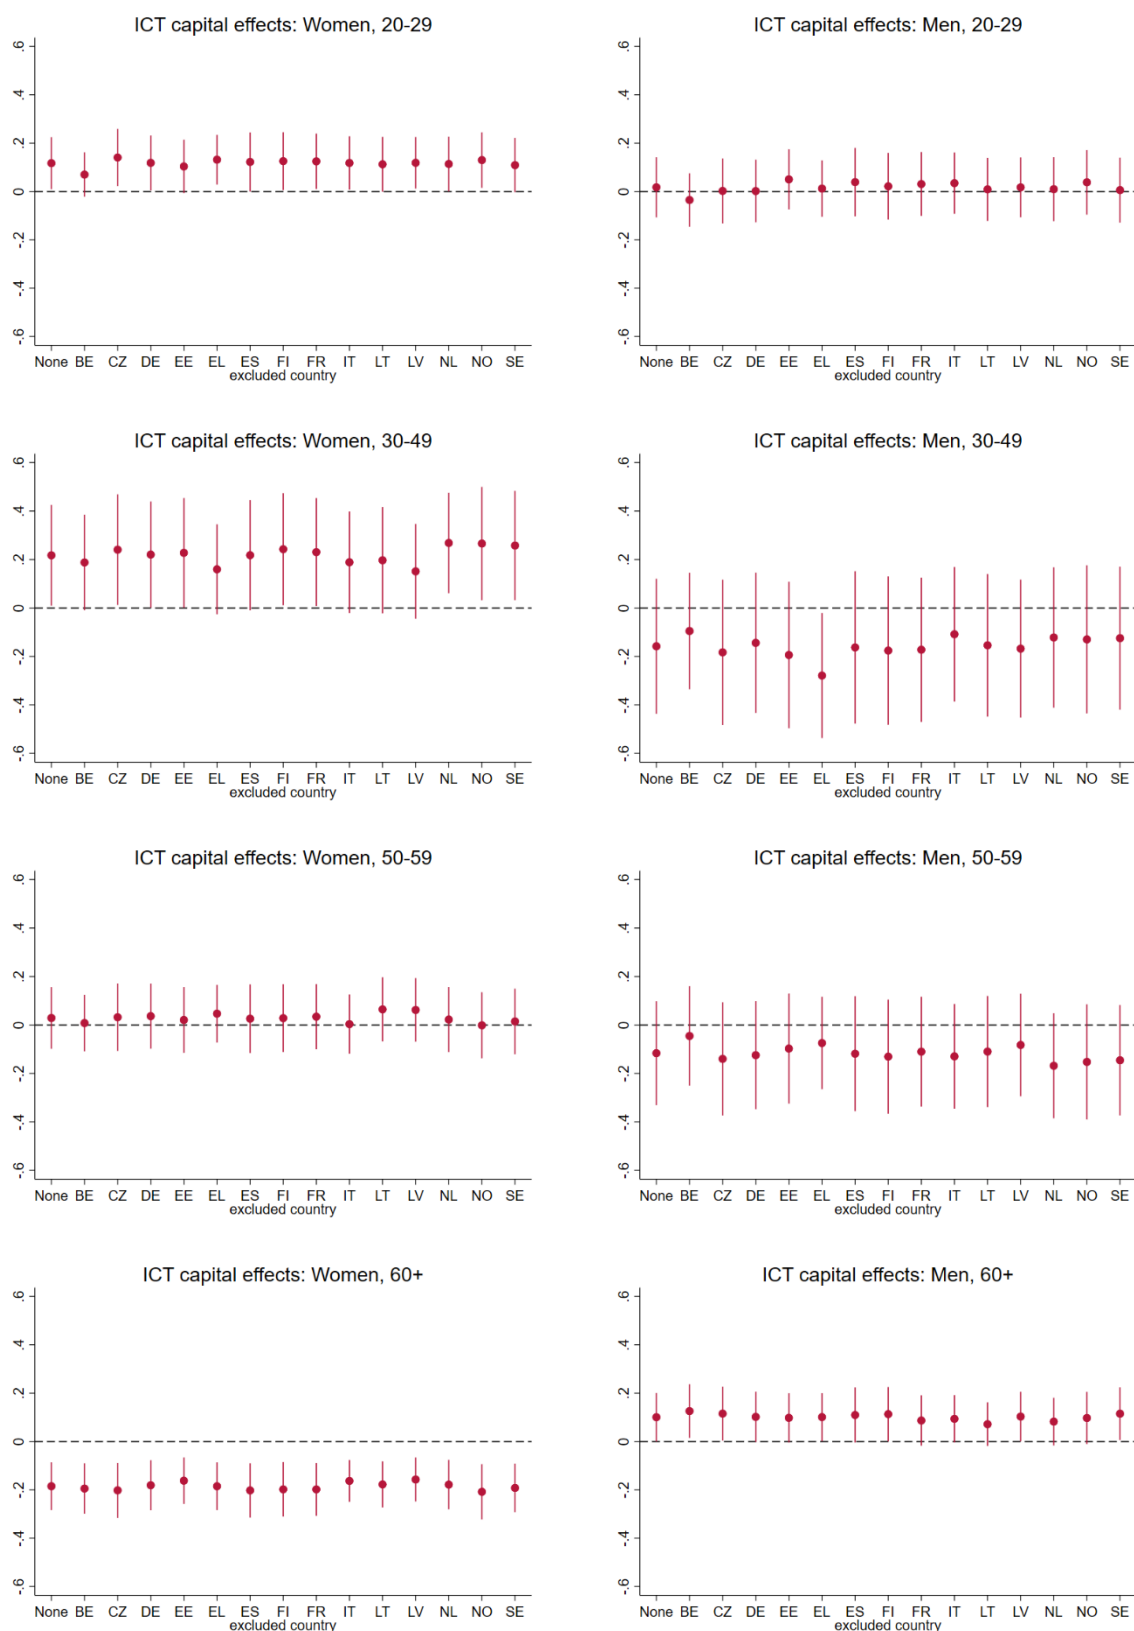 ICT capital effects: Women, 20-29
.6
.4
.2
0
-.2
-.4
-.6
None BE CZ DE EE EL ES FI FR IT LT LV NL NO SE
excluded country
ICT capital effects: Men, 20-29
.6
.4
.2
0
-.2
-.4
-.6
None BE CZ DE EE EL ES FI FR IT LT LV NL NO SE
excluded country
ICT capital effects: Women, 30-49
.6
.4
.2
0
-.2
-.4
-.6
None BE CZ DE EE EL ES FI FR IT LT LV NL NO SE
excluded country
ICT capital effects: Men, 30-49
.6
.4
.2
0
-.2
-.4
-.6
None BE CZ DE EE EL ES FI FR IT LT LV NL NO SE
excluded country
ICT capital effects: Women, 50-59
.6
.4
.2
0
-.2
-.4
-.6
None BE CZ DE EE EL ES FI FR IT LT LV NL NO SE
excluded country
ICT capital effects: Men, 50-59
.6
.4
.2
0
-.2
-.4
-.6
None BE CZ DE EE EL ES FI FR IT LT LV NL NO SE
excluded country
ICT capital effects: Women, 60+
.6
.4
.2
0
-.2
-.4
-.6
None BE CZ DE EE EL ES FI FR IT LT LV NL NO SE
excluded country
ICT capital effects: Men, 60+
.6
.4
.2
0
-.2
-.4
-.6
None BE CZ DE EE EL ES FI FR IT LT LV NL NO SE
excluded country